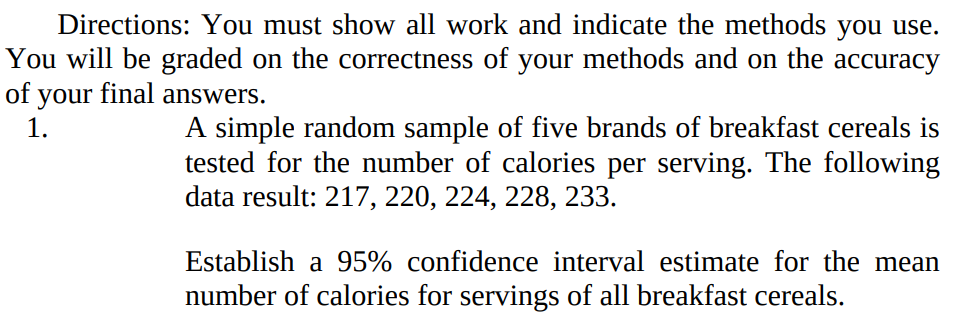 Directions: You must show all work and indicate the methods you use.
You will be graded on the correctness of your methods and on the accuracy
of your final answers.
1. A simple random sample of five brands of breakfast cereals is
tested for the number of calories per serving. The following
data result: 217, 220, 224, 228, 233.
Establish a 95% confidence interval estimate for the mean
number of calories for servings of all breakfast cereals.